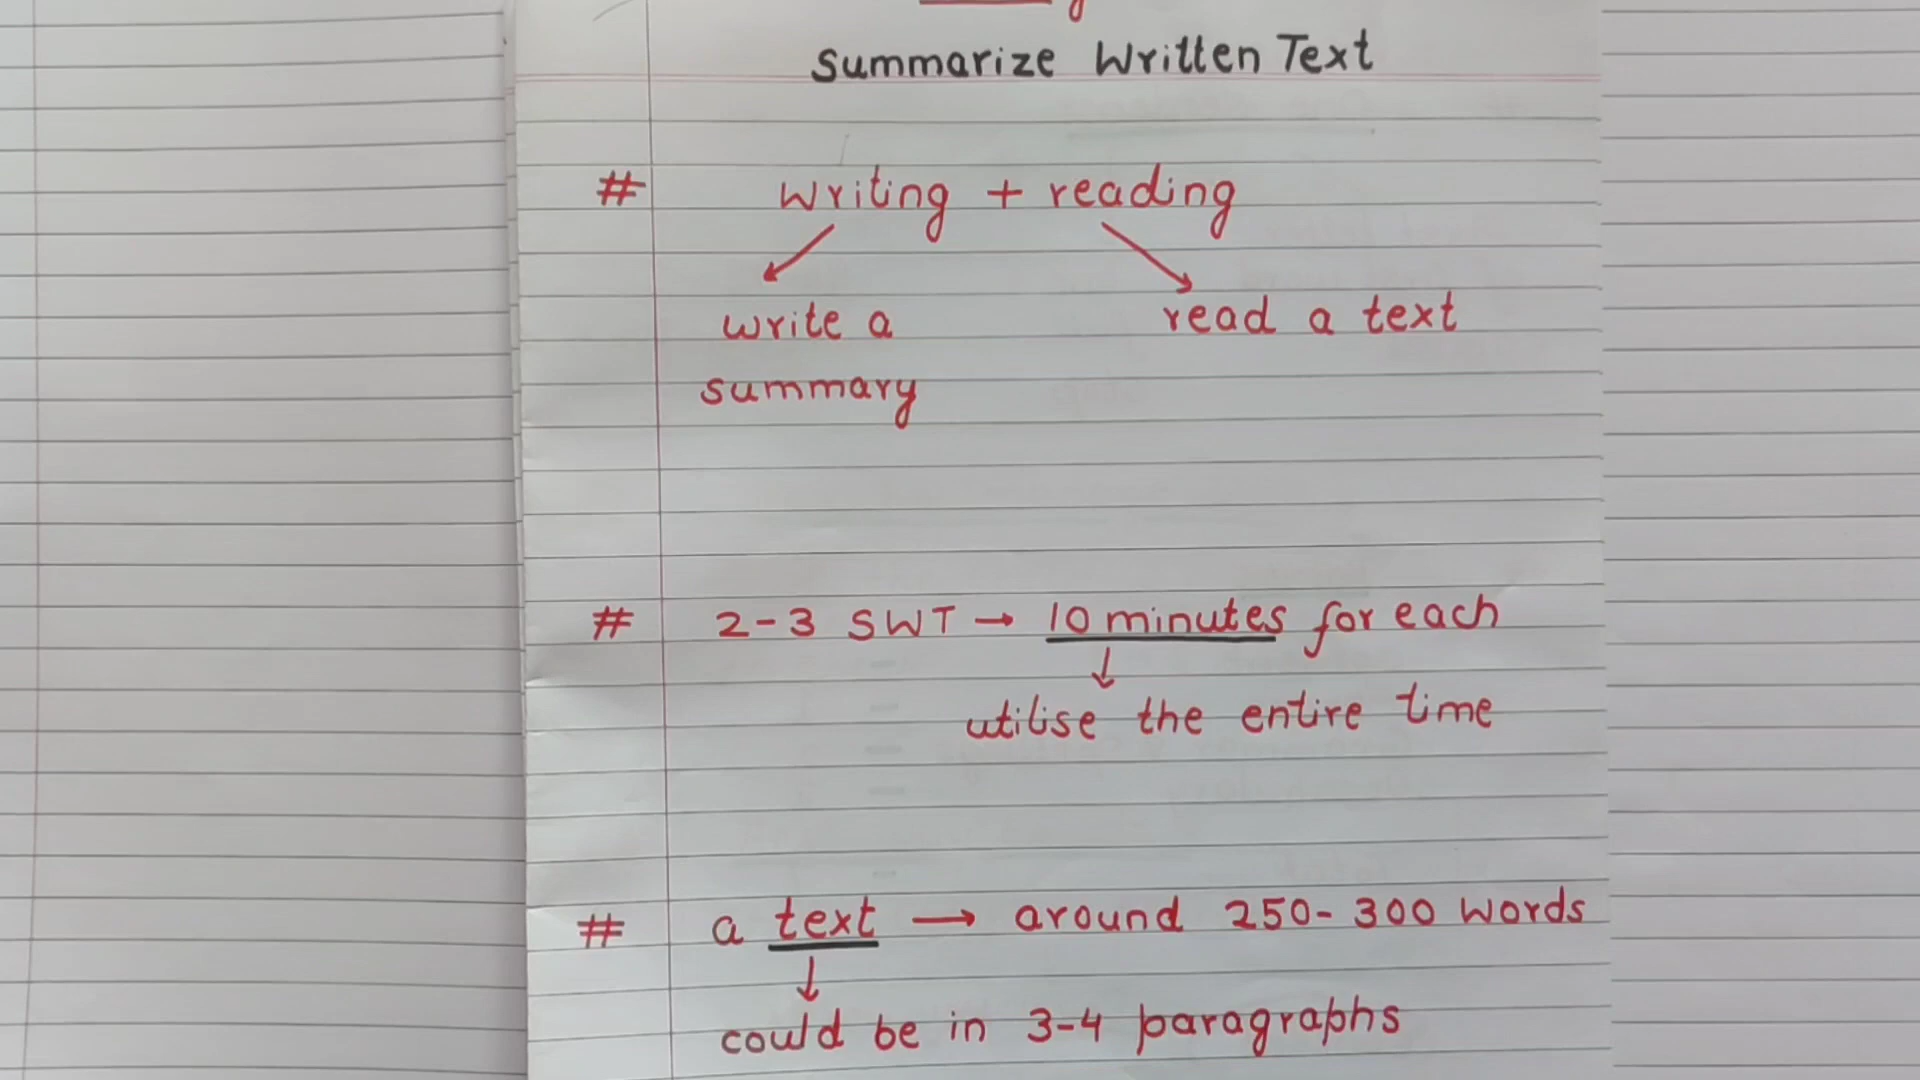 Summarize Written Text
# Writing + reading
write a read a text
summary
# 2-3 SWT → 10 minutes for each
↓
utilise the entire time
# a text → around 250-300 words
↓
could be in 3-4 paragraphs